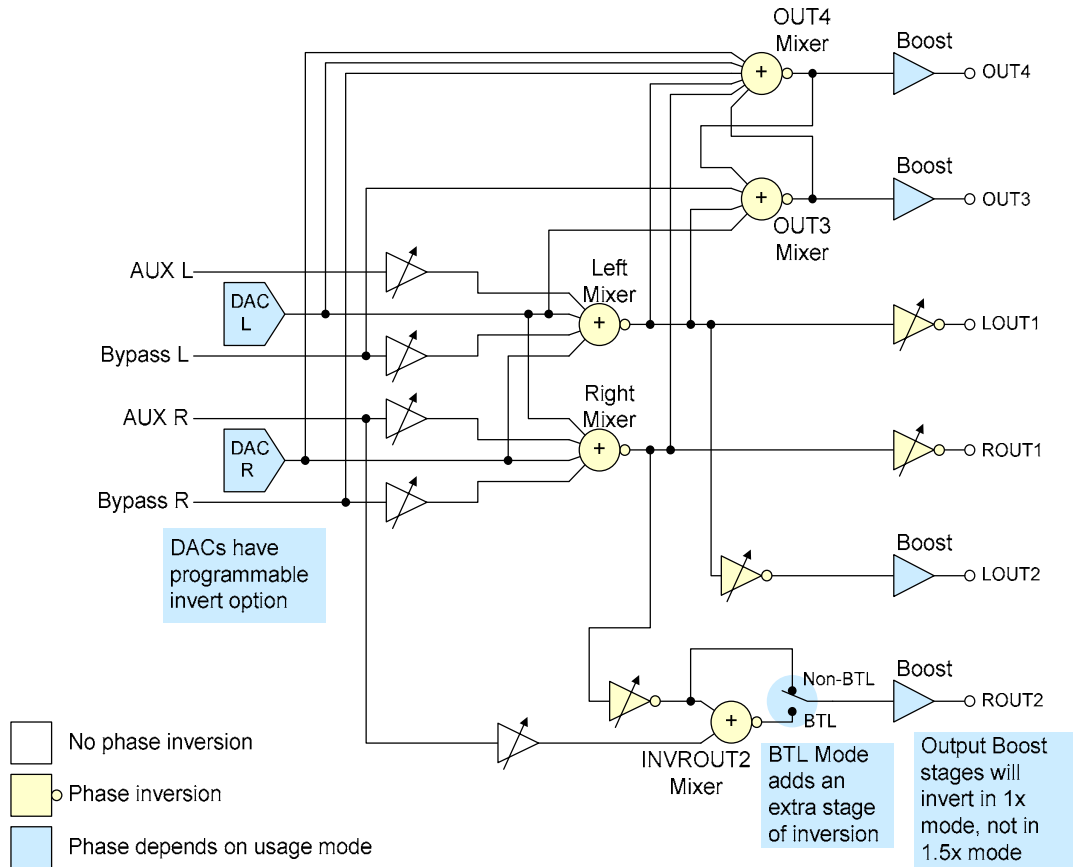 OUT4
Mixer
Boost
+
OUT4
Boost
+
OUT3
OUT3
Mixer
AUX L
DAC
L
Left
Mixer
+
LOUT1
Bypass L
AUX R
Right
Mixer
DAC
R
+
ROUT1
Bypass R
DACs have
programmable
invert option
Boost
LOUT2
Boost
Non-BTL
ROUT2
+
BTL
INVROUT2
Mixer
BTL Mode
adds an
extra stage
of inversion
Output Boost
stages will
invert in 1x
mode, not in
1.5x mode
No phase inversion
Phase inversion
Phase depends on usage mode